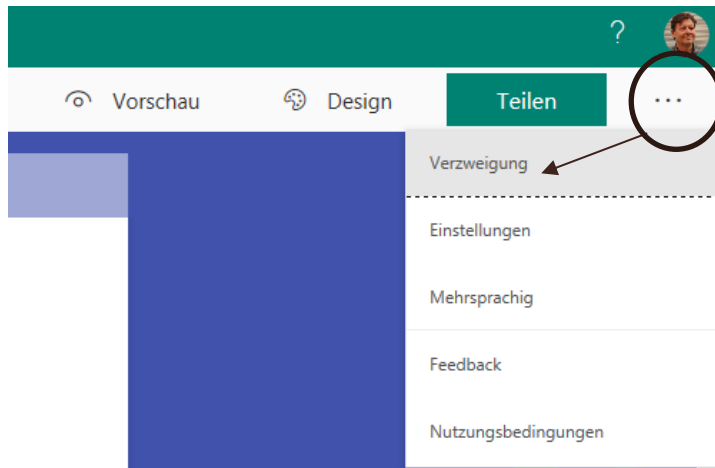 ?
Vorschau Design Teilen ...
Verzweigung
Einstellungen
Mehrsprachig
Feedback
Nutzungsbedingungen